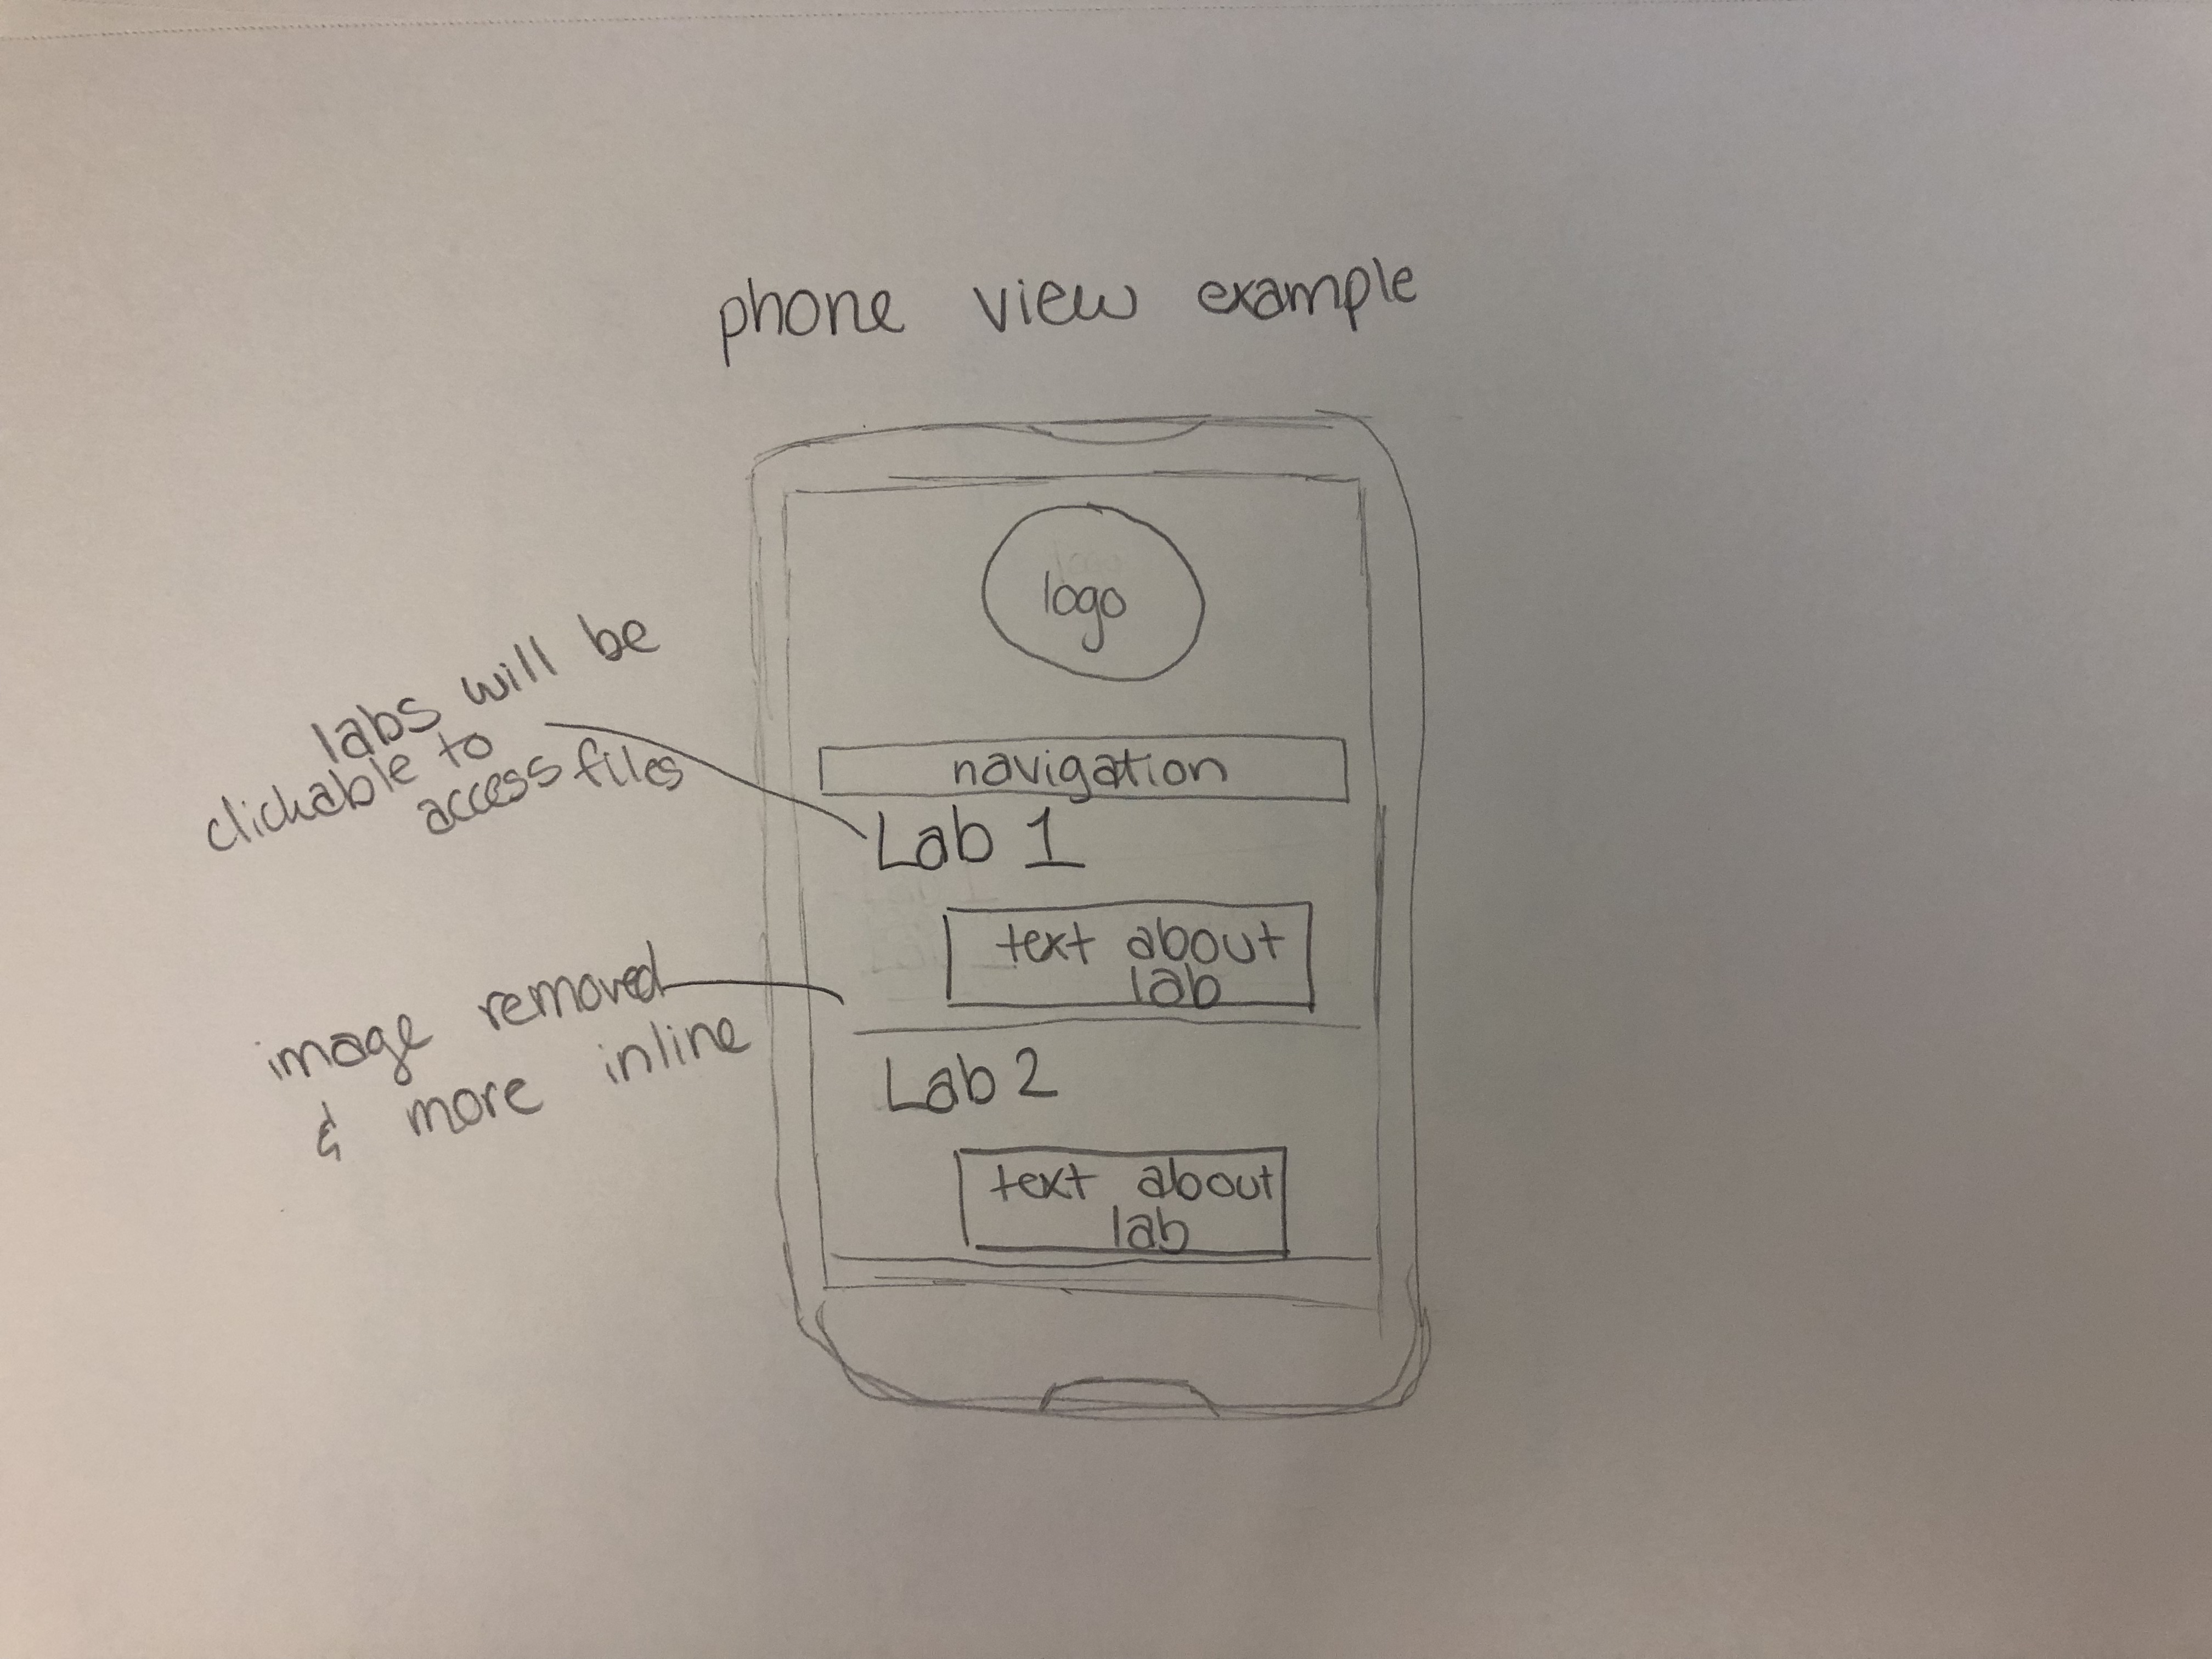 phone view example
logo
labs will be
clickable to
access files
navigation
Lab 1
text about
lab
image removed
& more inline
Lab 2
text about
lab